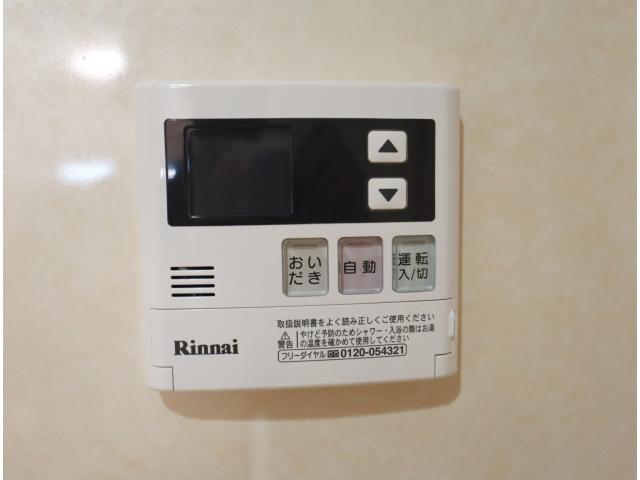 ▲
▼
おい
だき
自動
運転
入/切
取扱説明書をよく読み正しくご使用ください
警告
やけど予防のためシャワー・入浴の際はお湯
の温度を確かめて使用してください
Rinnai
フリーダイヤル 0120-054321